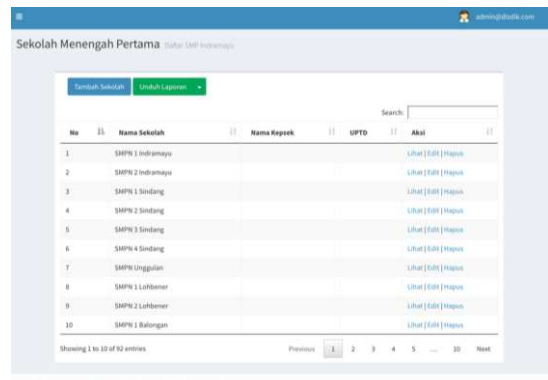 admin@disdik.com
Sekolah Menengah Pertama Daftar SMP Indramayu
Tambah Sekolah Unduh Laporan
Search:
No Nama Sekolah Nama Kepsek UPTD Aksi
1 SMPN 1 Indramayu Lihat | Edit | Hapus
2 SMPN 2 Indramayu Lihat | Edit | Hapus
3 SMPN 1 Sindang Lihat | Edit | Hapus
4 SMPN 2 Sindang Lihat | Edit | Hapus
5 SMPN 3 Sindang Lihat | Edit | Hapus
6 SMPN 4 Sindang Lihat | Edit | Hapus
7 SMPN Unggulan Lihat | Edit | Hapus
8 SMPN 1 Lohbener Lihat | Edit | Hapus
9 SMPN 2 Lohbener Lihat | Edit | Hapus
10 SMPN 1 Balongan Lihat | Edit | Hapus
Showing 1 to 10 of 92 entries Previous 1 2 3 4 5 ... 10 Next